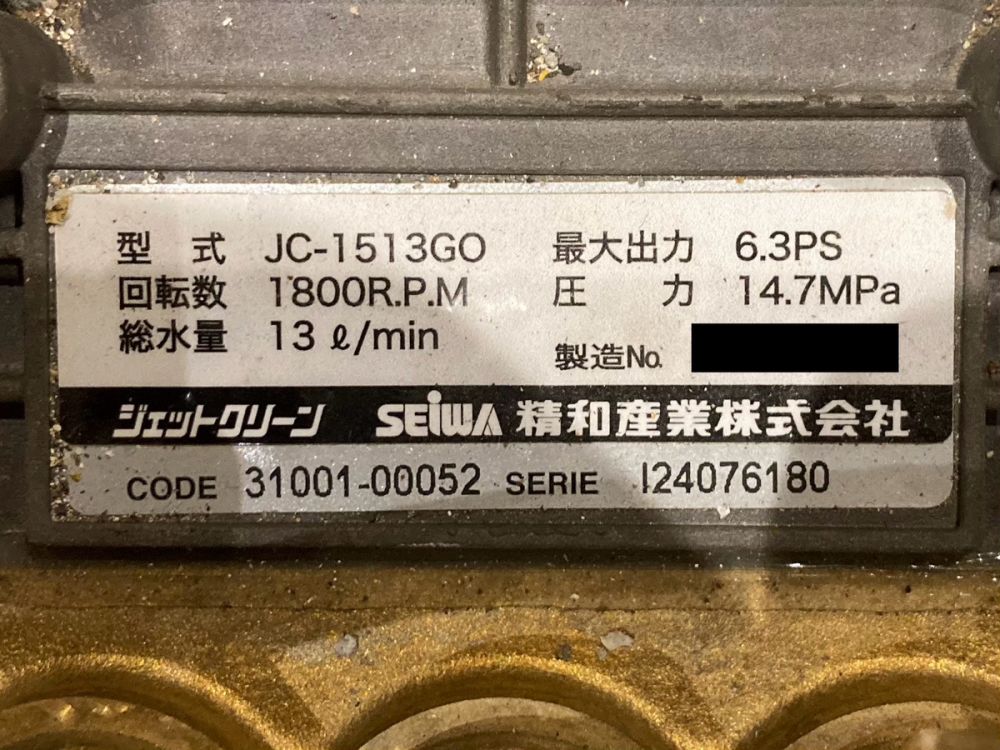 型式 JC-1513GO 最大出力 6.3PS
回転数 1800R.P.M 圧力 14.7MPa
総水量 13 ℓ/min 製造No.
ジェットクリーン SEiWA 精和産業株式会社
CODE 31001-00052 SERIE I24076180